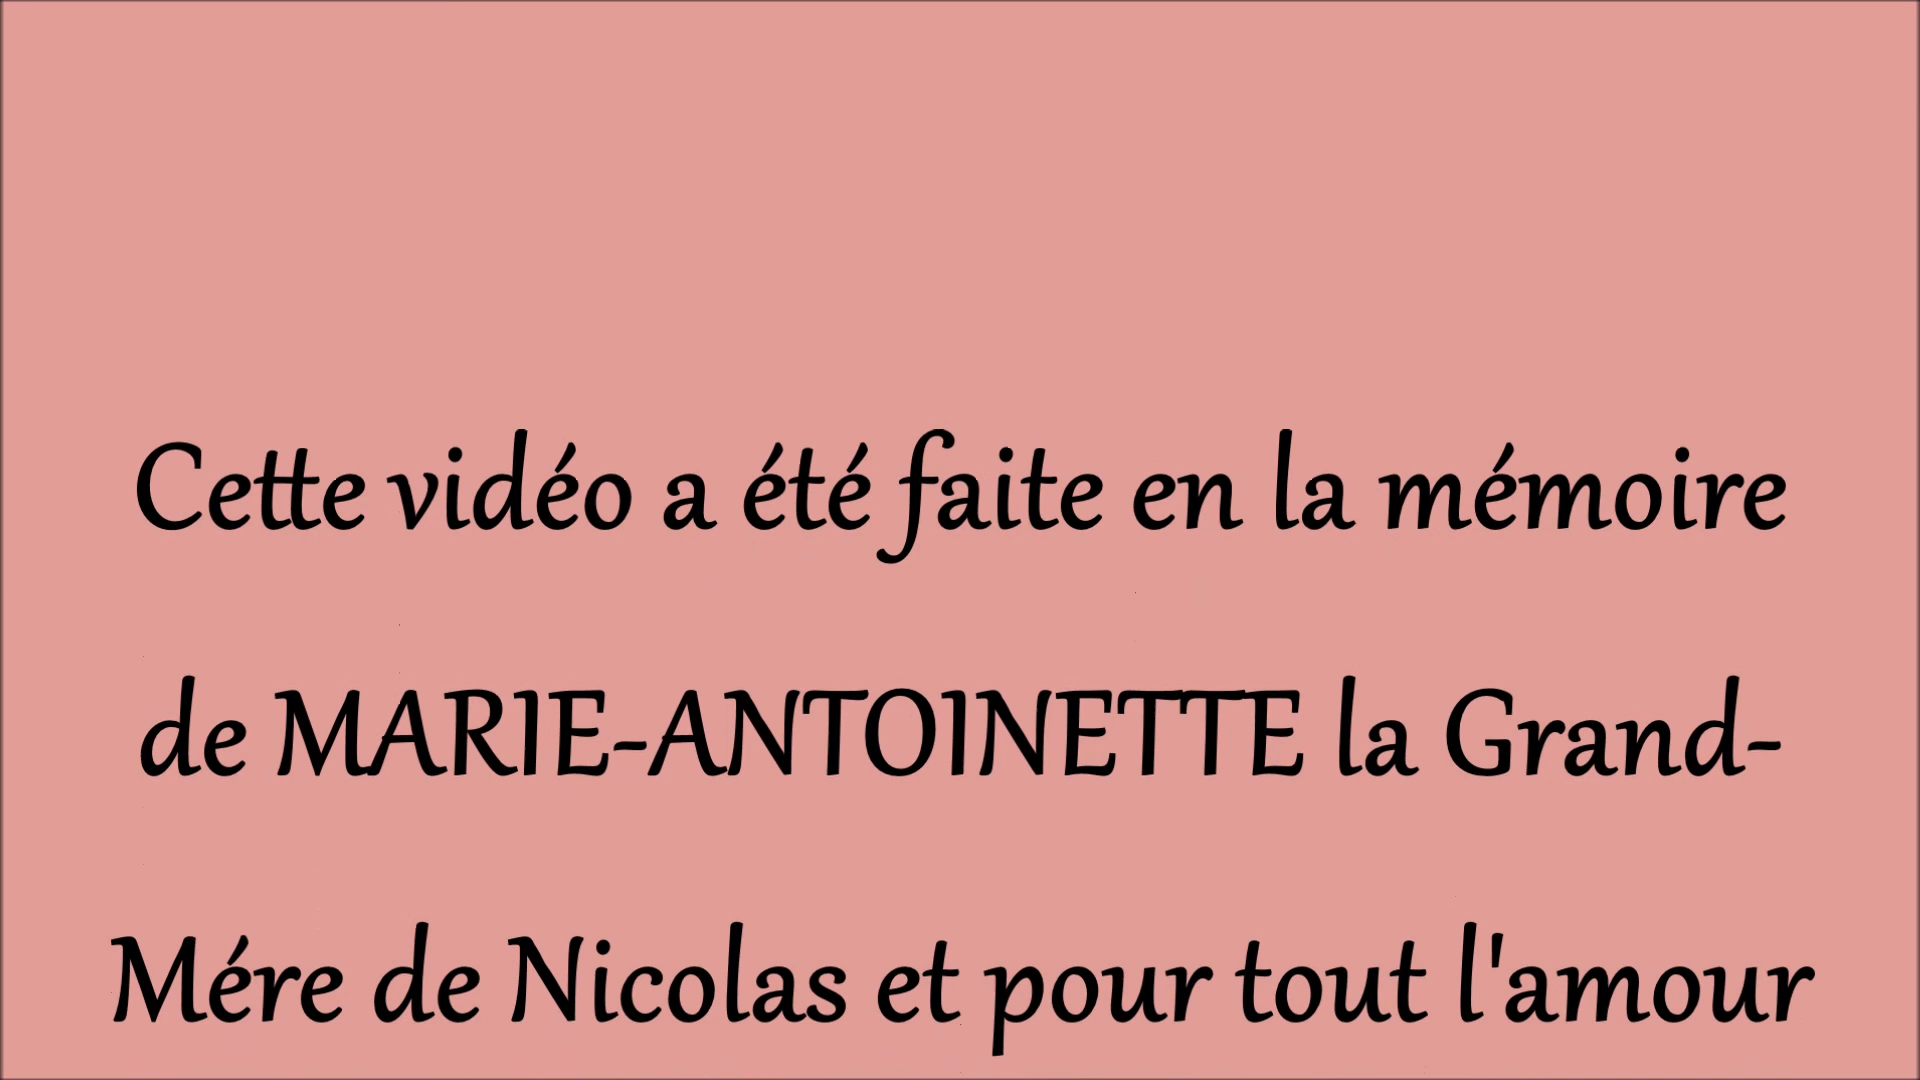 Cette vidéo a été faite en la mémoire
de MARIE-ANTOINETTE la Grand-
Mére de Nicolas et pour tout l'amour